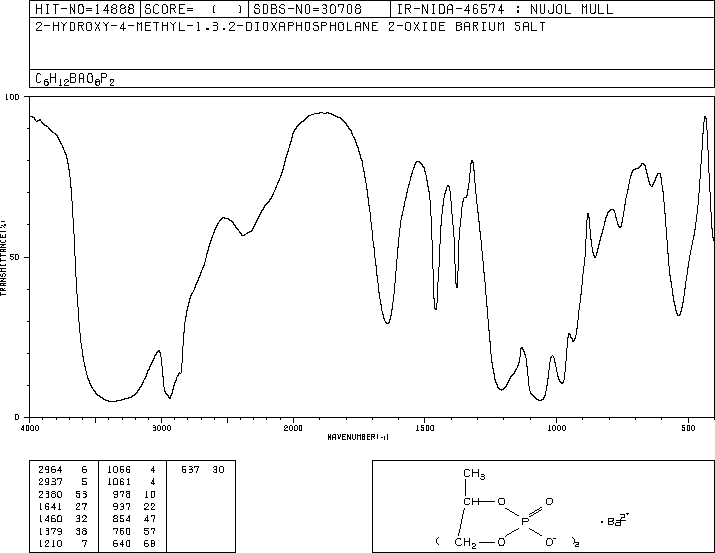 HIT-NO=14888 SCORE= ( ) SDBS-NO=30708 IR-NIDA-46574 : NUJOL MULL
2-HYDROXY-4-METHYL-1,3,2-DIOXAPHOSPHOLANE 2-OXIDE BARIUM SALT
C6H12BAO8P2
100
50
0
TRANSMITTANCE(%)
4000 3000 2000 1500 1000 500
WAVENUMBER(-1)
2964 6 1066 4 537 30
2937 5 1061 4
2380 53 978 10
1641 27 937 22
1460 32 854 47
1379 38 760 57
1210 7 640 68
CH3
CH O O
P
( CH2 O O- )2 · Ba2+